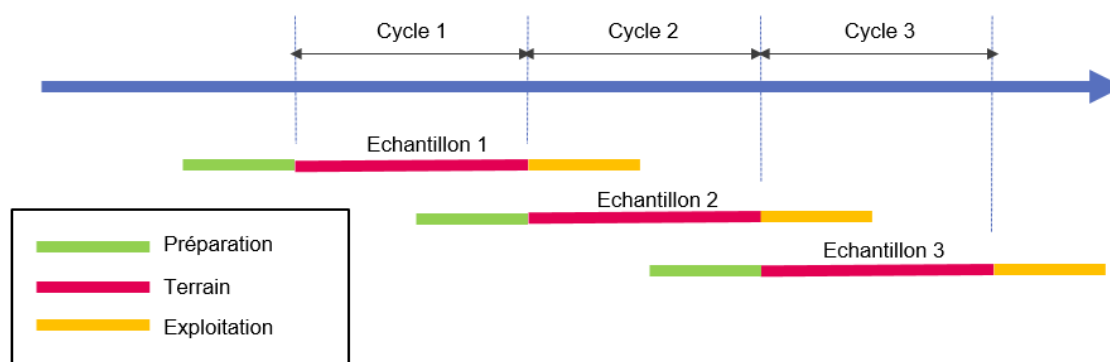 Cycle 1
Cycle 2
Cycle 3
Echantillon 1
Echantillon 2
Echantillon 3
Préparation
Terrain
Exploitation